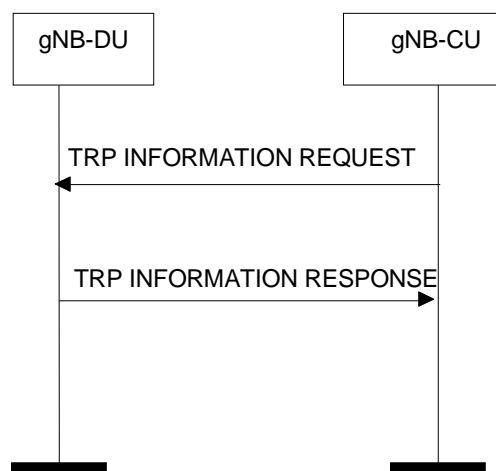 gNB-DU
gNB-CU
TRP INFORMATION REQUEST
TRP INFORMATION RESPONSE